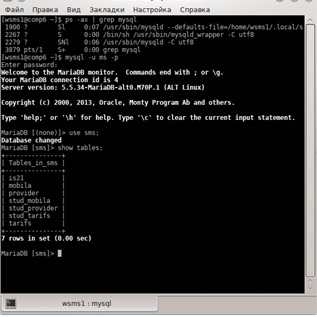 Файл Правка Вид Закладки Настройка Справка
[wsms1@comp6 ~]$ ps -ax | grep mysql
1900 ? Sl 0:07 /usr/sbin/mysqld --defaults-file=/home/wsms1/.local/s
2267 ? S 0:00 /bin/sh /usr/bin/mysqld_wrapper -C utf8
2279 ? SNl 0:06 /usr/sbin/mysqld -C utf8
3879 pts/1 S+ 0:00 grep mysql
[wsms1@comp6 ~]$ mysql -u ms -p
Enter password:
Welcome to the MariaDB monitor. Commands end with ; or \g.
Your MariaDB connection id is 4
Server version: 5.5.34-MariaDB-alt0.M70P.1 (ALT Linux)
Copyright (c) 2000, 2013, Oracle, Monty Program Ab and others.
Type 'help;' or '\h' for help. Type '\c' to clear the current input statement.
MariaDB [(none)]> use sms;
Database changed
MariaDB [sms]> show tables;
+---------------+
| Tables_in_sms |
+---------------+
| is21 |
| mobila |
| provider |
| stud_mobila |
| stud_provider |
| stud_tarifs |
| tarifs |
+---------------+
7 rows in set (0.00 sec)
MariaDB [sms]>
wsms1 : mysql